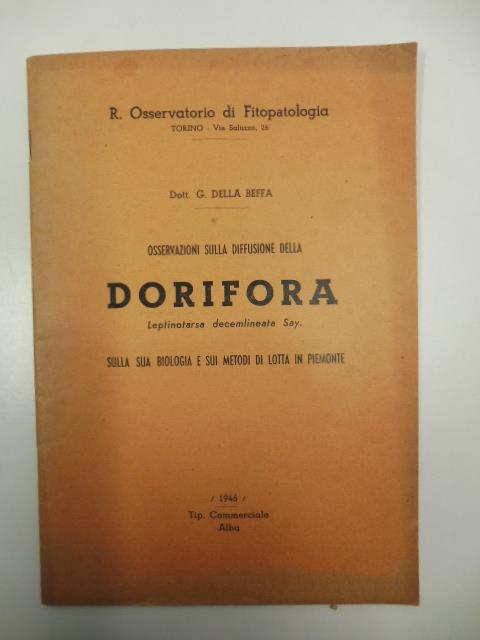 R. Osservatorio di Fitopatologia
TORINO - Via Saluzzo, 26
Dott. G. DELLA BEFFA
OSSERVAZIONI SULLA DIFFUSIONE DELLA
DORIFORA
Leptinotarsa decemlineata Say.
SULLA SUA BIOLOGIA E SUI METODI DI LOTTA IN PIEMONTE
/ 1946 /
Tip. Commerciale
Alba